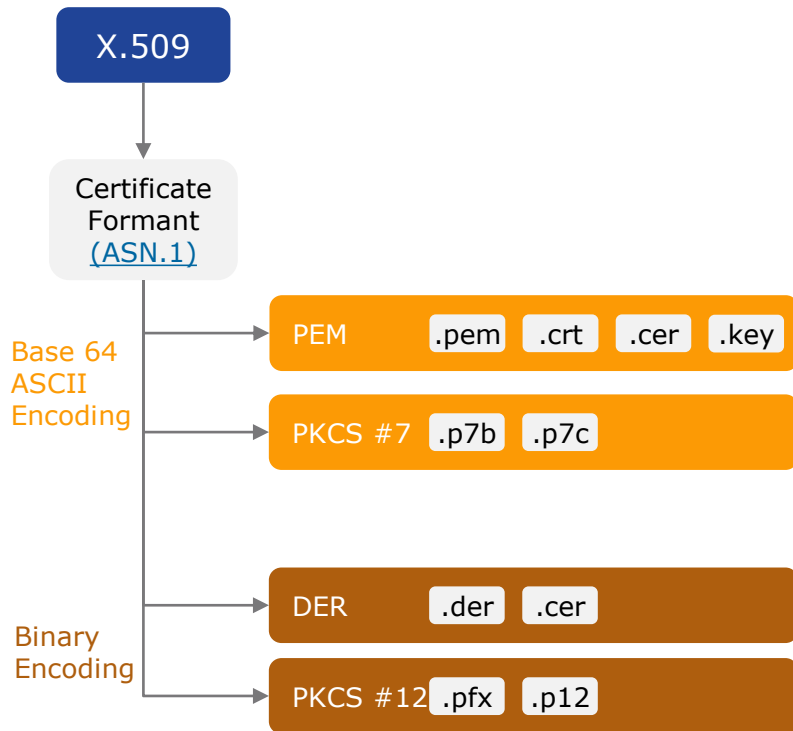 X.509
Certificate
Formant
(ASN.1)
Base 64
ASCII
Encoding
PEM .pem .crt .cer .key
PKCS #7 .p7b .p7c
Binary
Encoding
DER .der .cer
PKCS #12 .pfx .p12